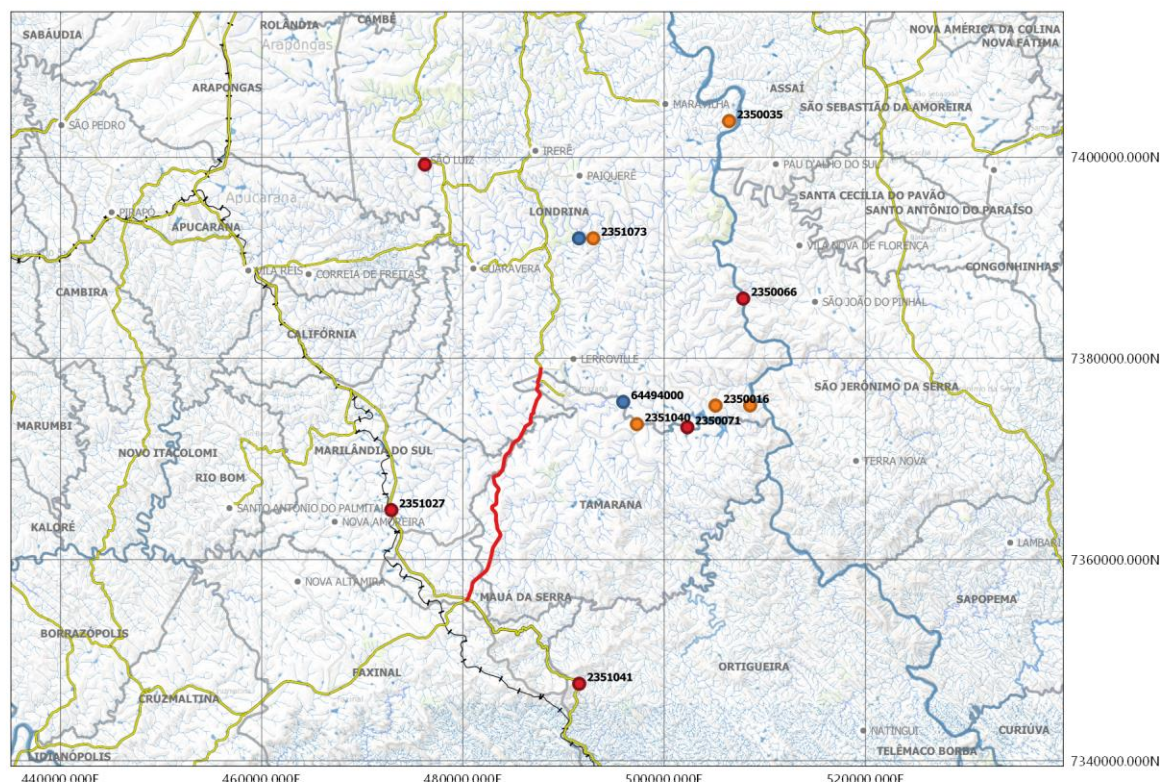 ROLÂNDIA
CAMBÉ
SABÁUDIA
Arapongas
NOVA AMÉRICA DA COLINA
NOVA FÁTIMA
ARAPONGAS
ASSAÍ
MARAVILHA
SÃO SEBASTIÃO DA AMOREIRA
2350035
SÃO PEDRO
IRERÊ
SÃO LUIZ
PAU D'ALHO DO SUL
7400000.000N
PAIQUERÊ
Apucarana
SANTA CECÍLIA DO PAVÃO
PIRAPÓ
LONDRINA
SANTO ANTÔNIO DO PARAÍSO
APUCARANA
2351073
VILA NOVA DE FLORENÇA
VILA REIS
CORREIA DE FREITAS
GUARAVERA
CONGONHINHAS
CAMBIRA
2350066
SÃO JOÃO DO PINHAL
CALIFÓRNIA
LERROVILLE
7380000.000N
SÃO JERÔNIMO DA SERRA
64494000
2350016
MARUMBI
2351040
2350071
NOVO ITACOLOMI
MARILÂNDIA DO SUL
TERRA NOVA
RIO BOM
2351027
SANTO ANTÔNIO DO PALMITAL
TAMARANA
NOVA AMOREIRA
KALORÉ
LAMBARI
7360000.000N
NOVA ALTAMIRA
MAUÁ DA SERRA
SAPOPEMA
BORRAZÓPOLIS
ORTIGUEIRA
FAXINAL
2351041
CRUZMALTINA
NATINGUI
CURIÚVA
TELÊMACO BORBA
LIDIANÓPOLIS
7340000.000N
440000.000E
460000.000E
480000.000E
500000.000E
520000.000E